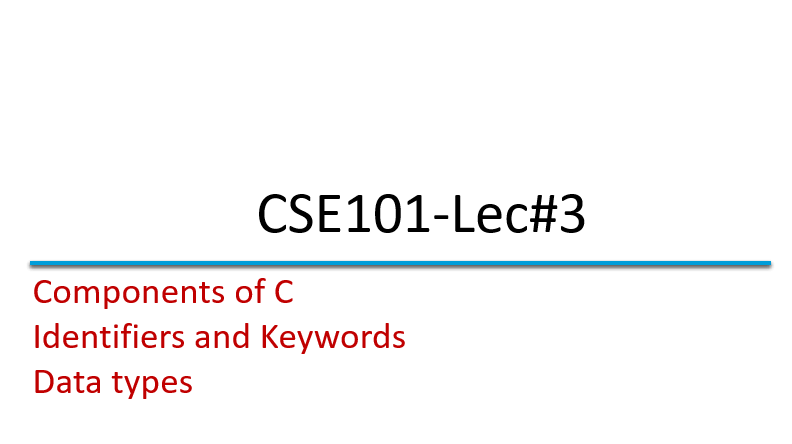 CSE101-Lec#3
Components of C
Identifiers and Keywords
Data types